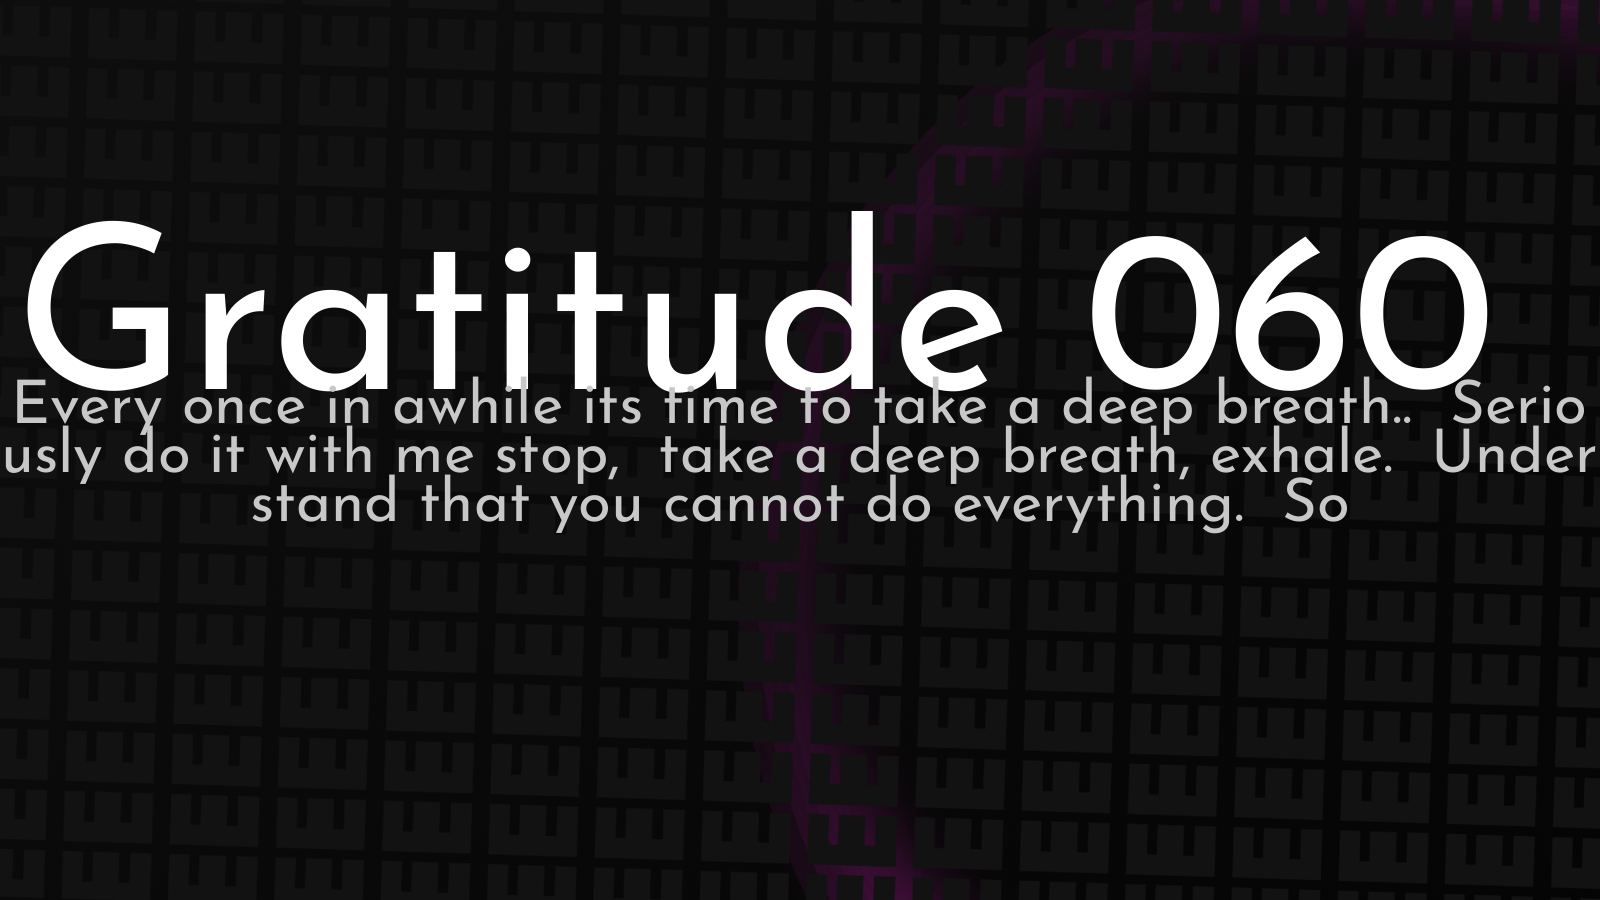 Gratitude 060
Every once in awhile its time to take a deep breath..  Serio
usly do it with me stop,  take a deep breath, exhale.  Under
stand that you cannot do everything.  So